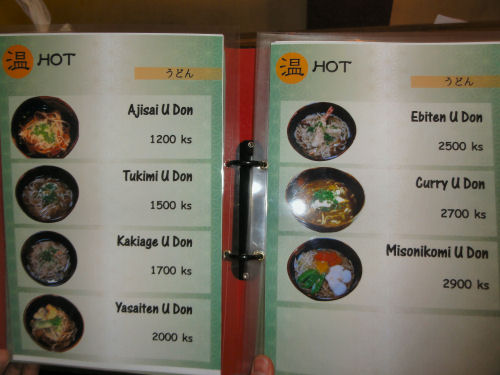 温 HOT
うどん
Ajisai U Don
1200 ks
Tukimi U Don
1500 ks
Kakiage U Don
1700 ks
Yasaiten U Don
2000 ks
温 HOT
うどん
Ebiten U Don
2500 ks
Curry U Don
2700 ks
Misonikomi U Don
2900 ks